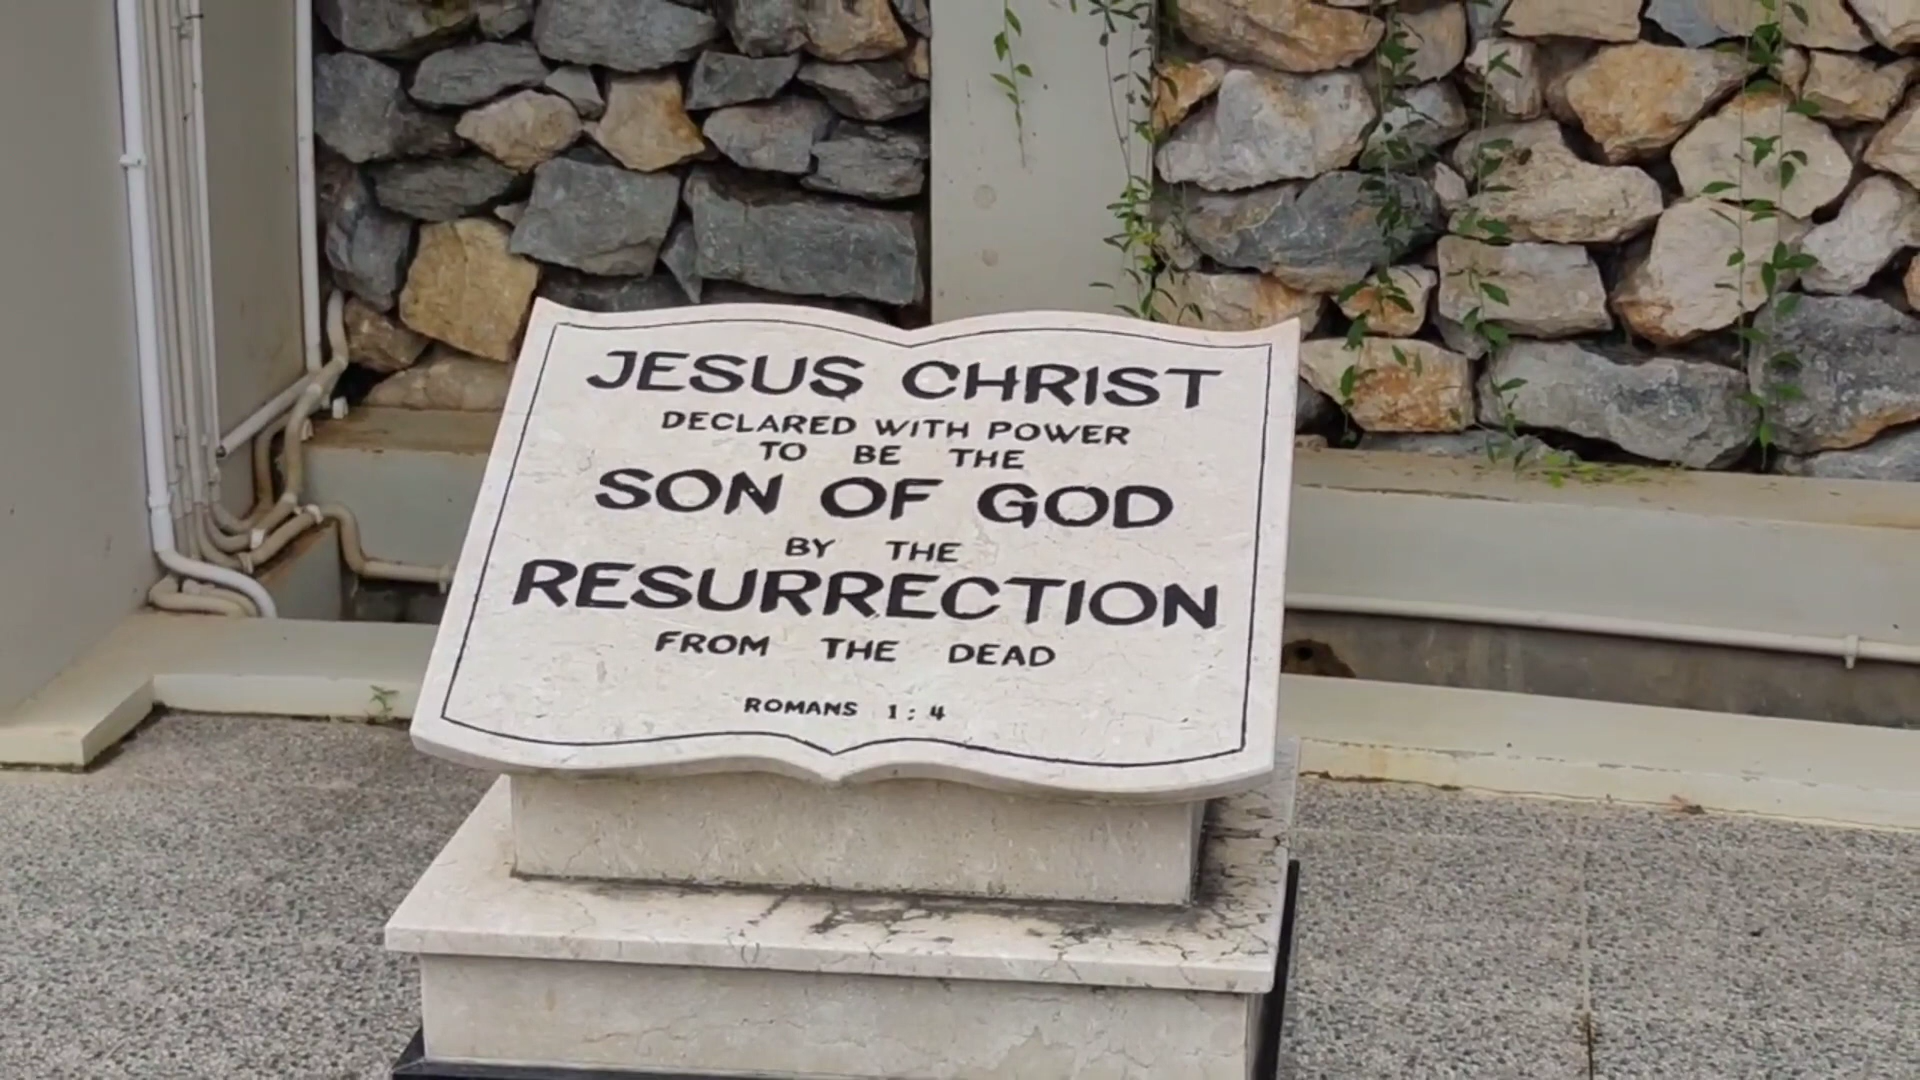 JESUS CHRIST
DECLARED WITH POWER
TO BE THE
SON OF GOD
BY THE
RESURRECTION
FROM THE DEAD
ROMANS 1:4